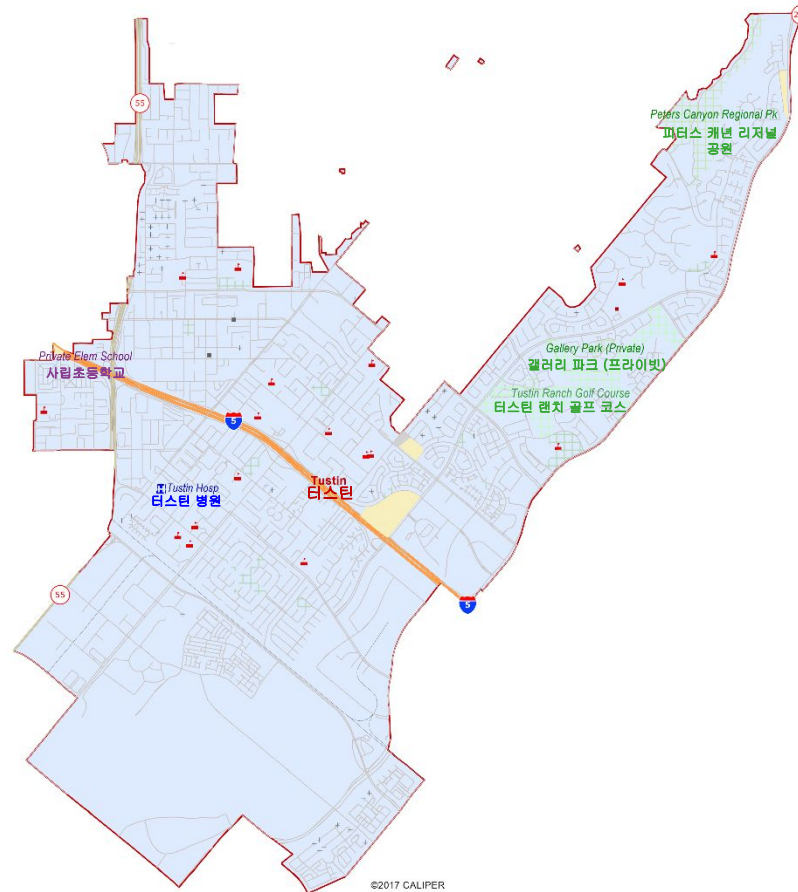 2
55
Peters Canyon Regional Pk
피터스 캐년 리저널
공원
Private Elem School
사립초등학교
Gallery Park (Private)
갤러리 파크 (프라이빗)
Tustin Ranch Golf Course
터스틴 랜치 골프 코스
5
Tustin
터스틴
H Tustin Hosp
터스틴 병원
55
5
©2017 CALIPER